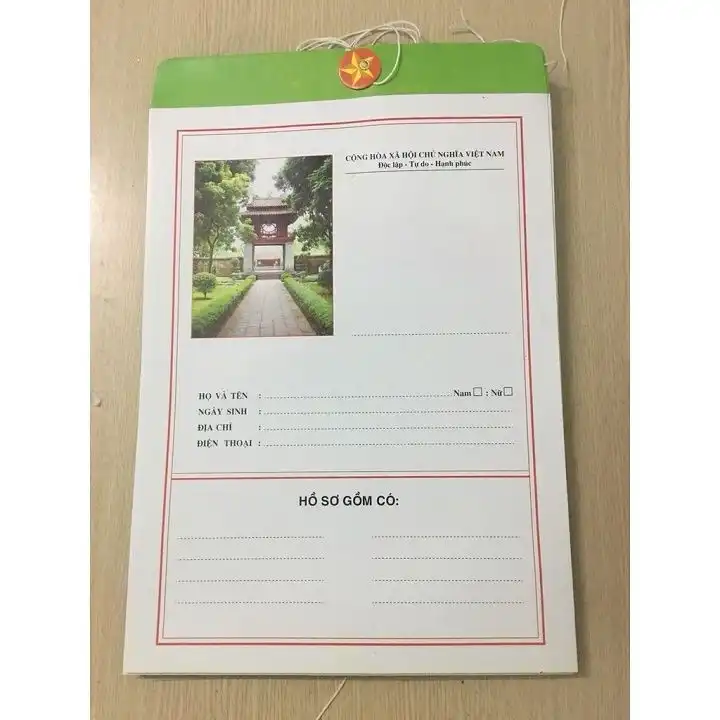 CỘNG HÒA XÃ HỘI CHỦ NGHĨA VIỆT NAM
Độc lập - Tự do - Hạnh phúc
HỌ VÀ TÊN : Nam □ : Nữ □
NGÀY SINH :
ĐỊA CHỈ :
ĐIỆN THOẠI :
HỒ SƠ GỒM CÓ: